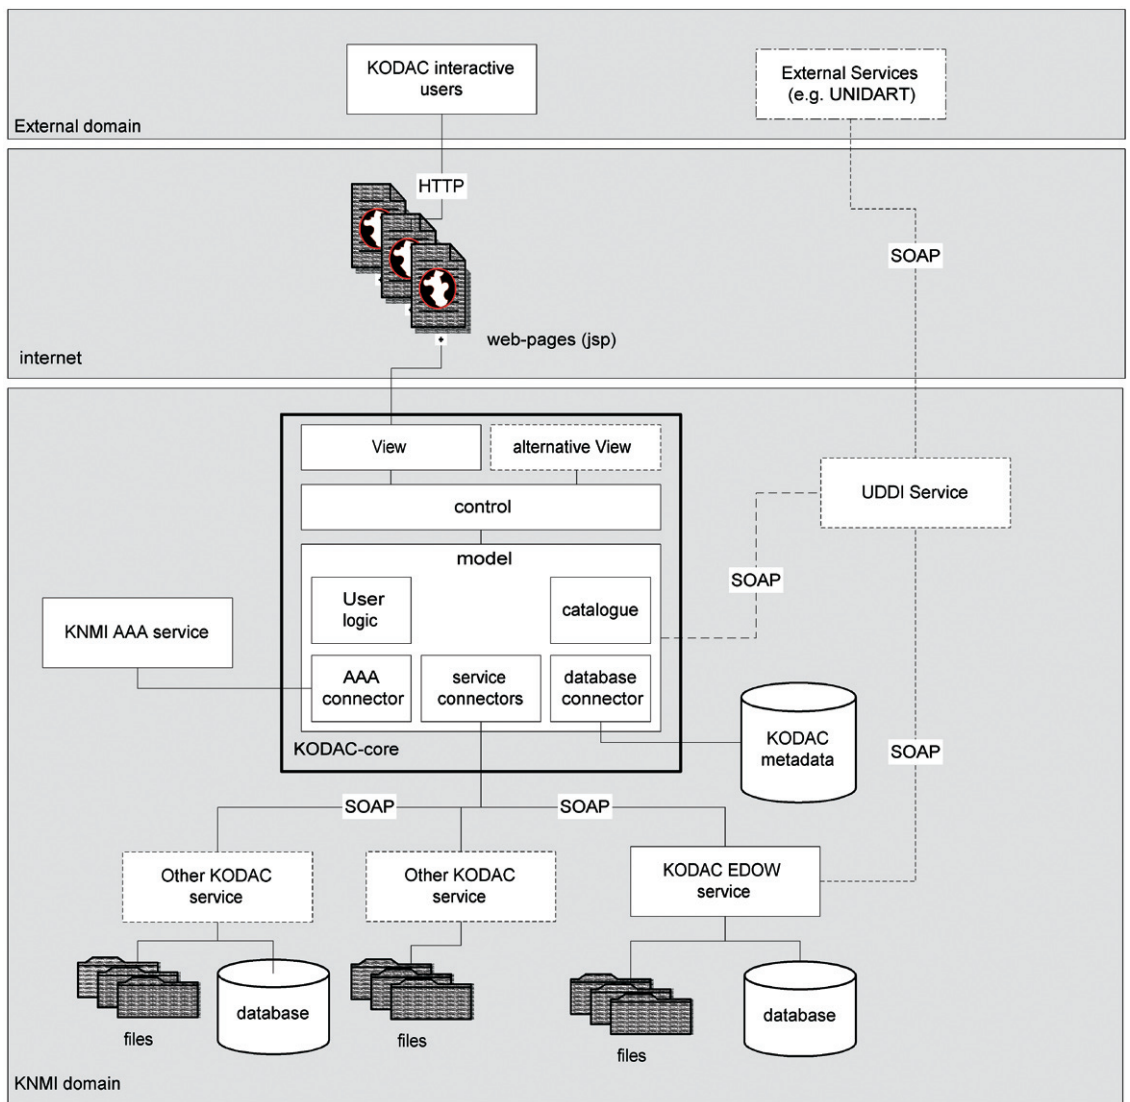 KODAC interactive
users
External Services
(e.g. UNIDART)
External domain
HTTP
SOAP
web-pages (jsp)
internet
View
alternative View
control
UDDI Service
model
SOAP
User
logic
catalogue
KNMI AAA service
AAA
connector
service
connectors
database
connector
KODAC-core
KODAC
metadata
SOAP
SOAP
SOAP
Other KODAC
service
Other KODAC
service
KODAC EDOW
service
database
database
files
files
files
KNMI domain